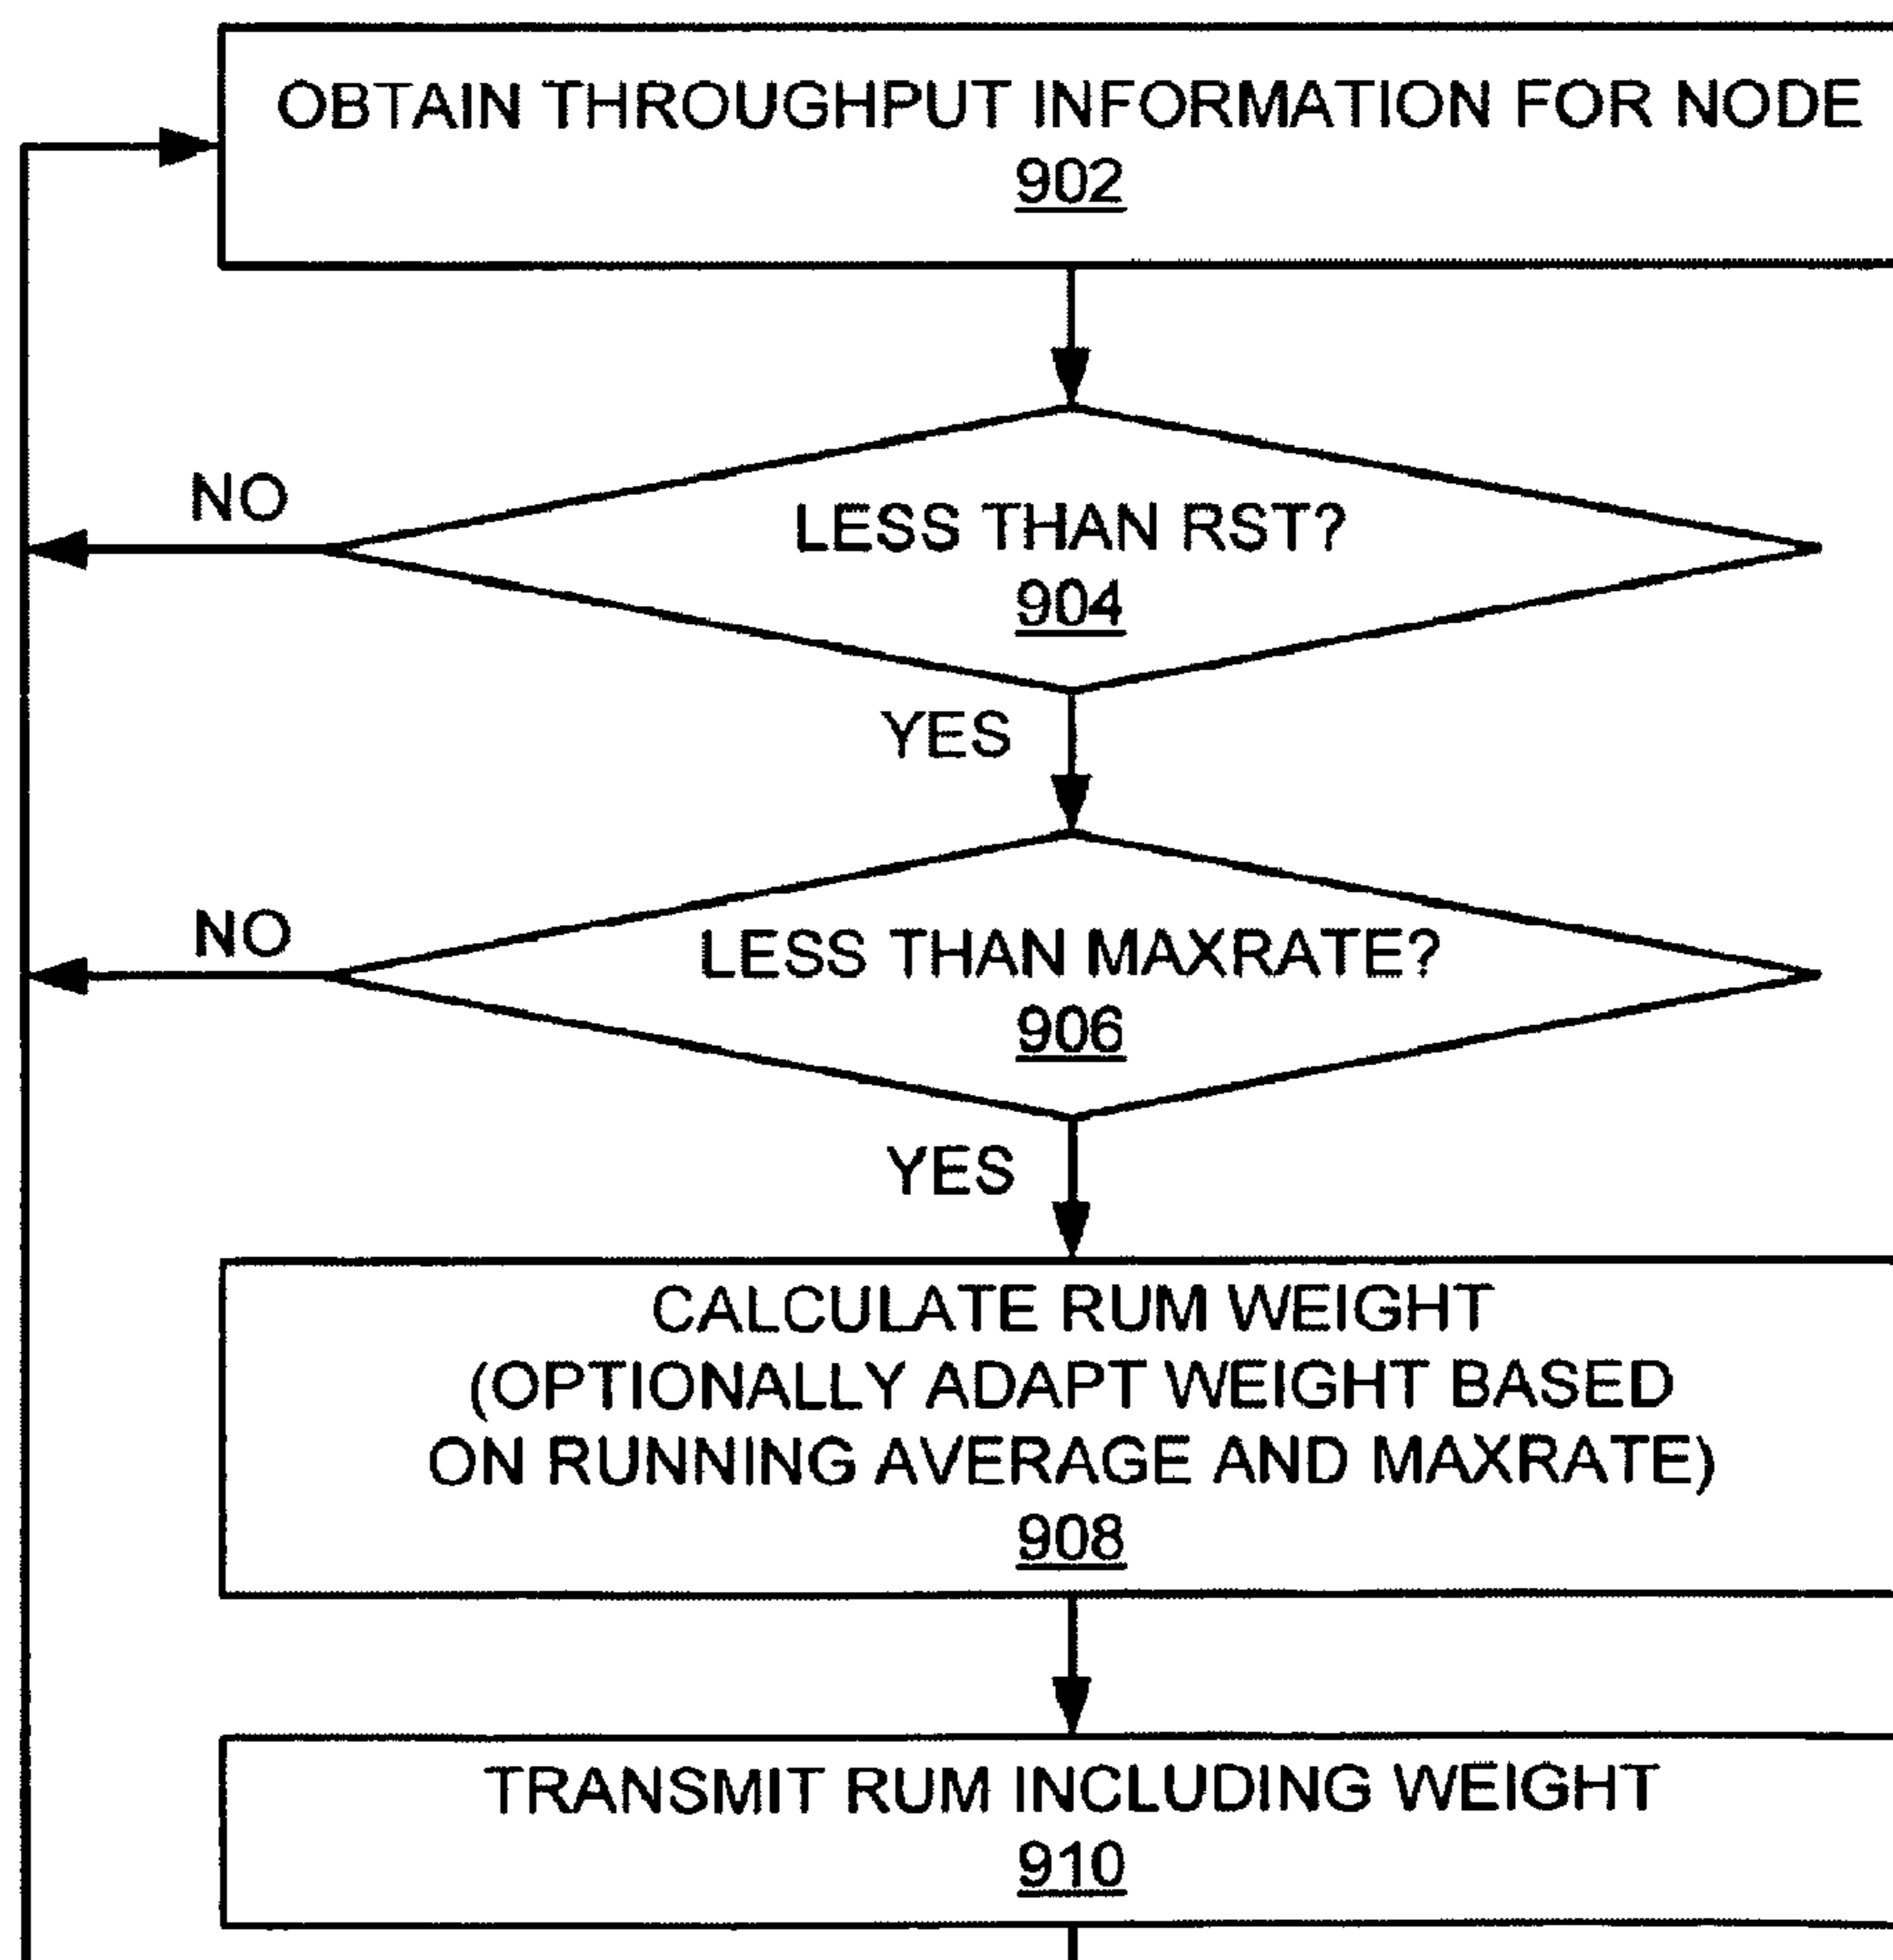 OBTAIN THROUGHPUT INFORMATION FOR NODE
902
NO
LESS THAN RST?
904
YES
NO
LESS THAN MAXRATE?
906
YES
CALCULATE RUM WEIGHT
(OPTIONALLY ADAPT WEIGHT BASED
ON RUNNING AVERAGE AND MAXRATE)
908
TRANSMIT RUM INCLUDING WEIGHT
910